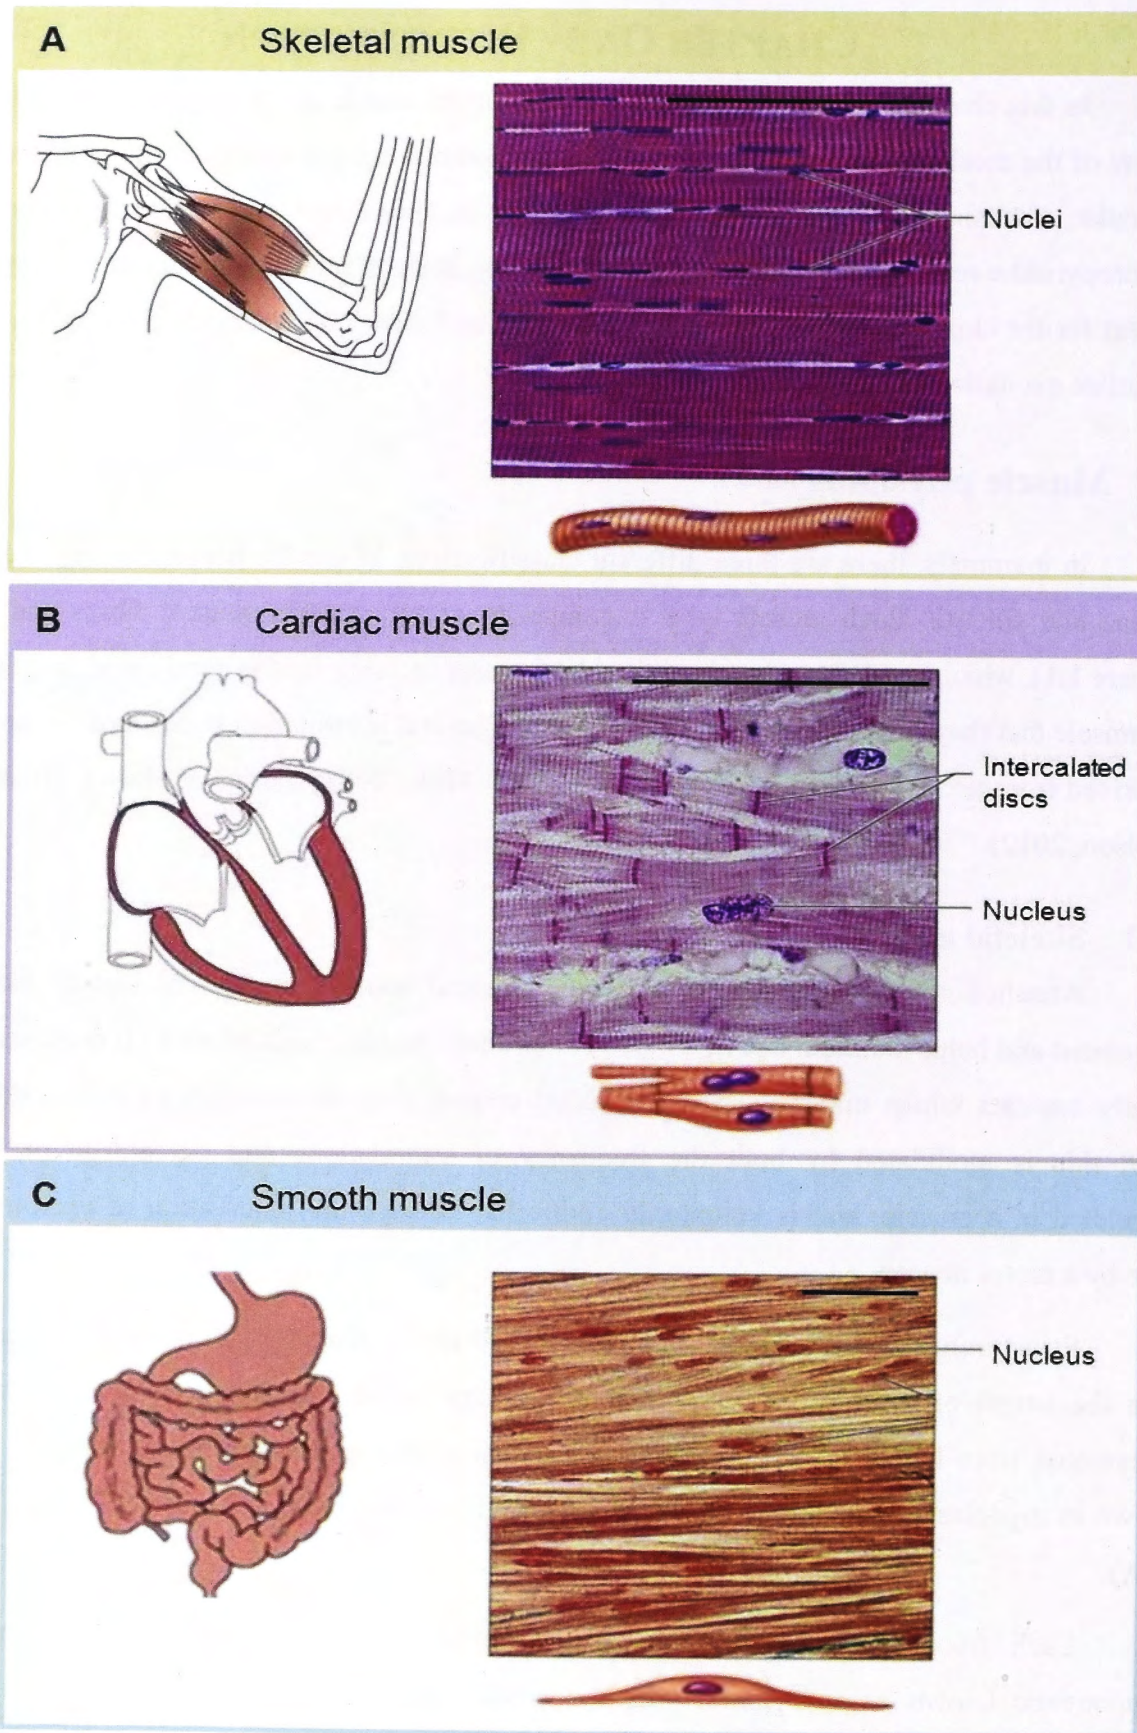 A Skeletal muscle
Nuclei
B Cardiac muscle
Intercalated
discs
Nucleus
C Smooth muscle
Nucleus